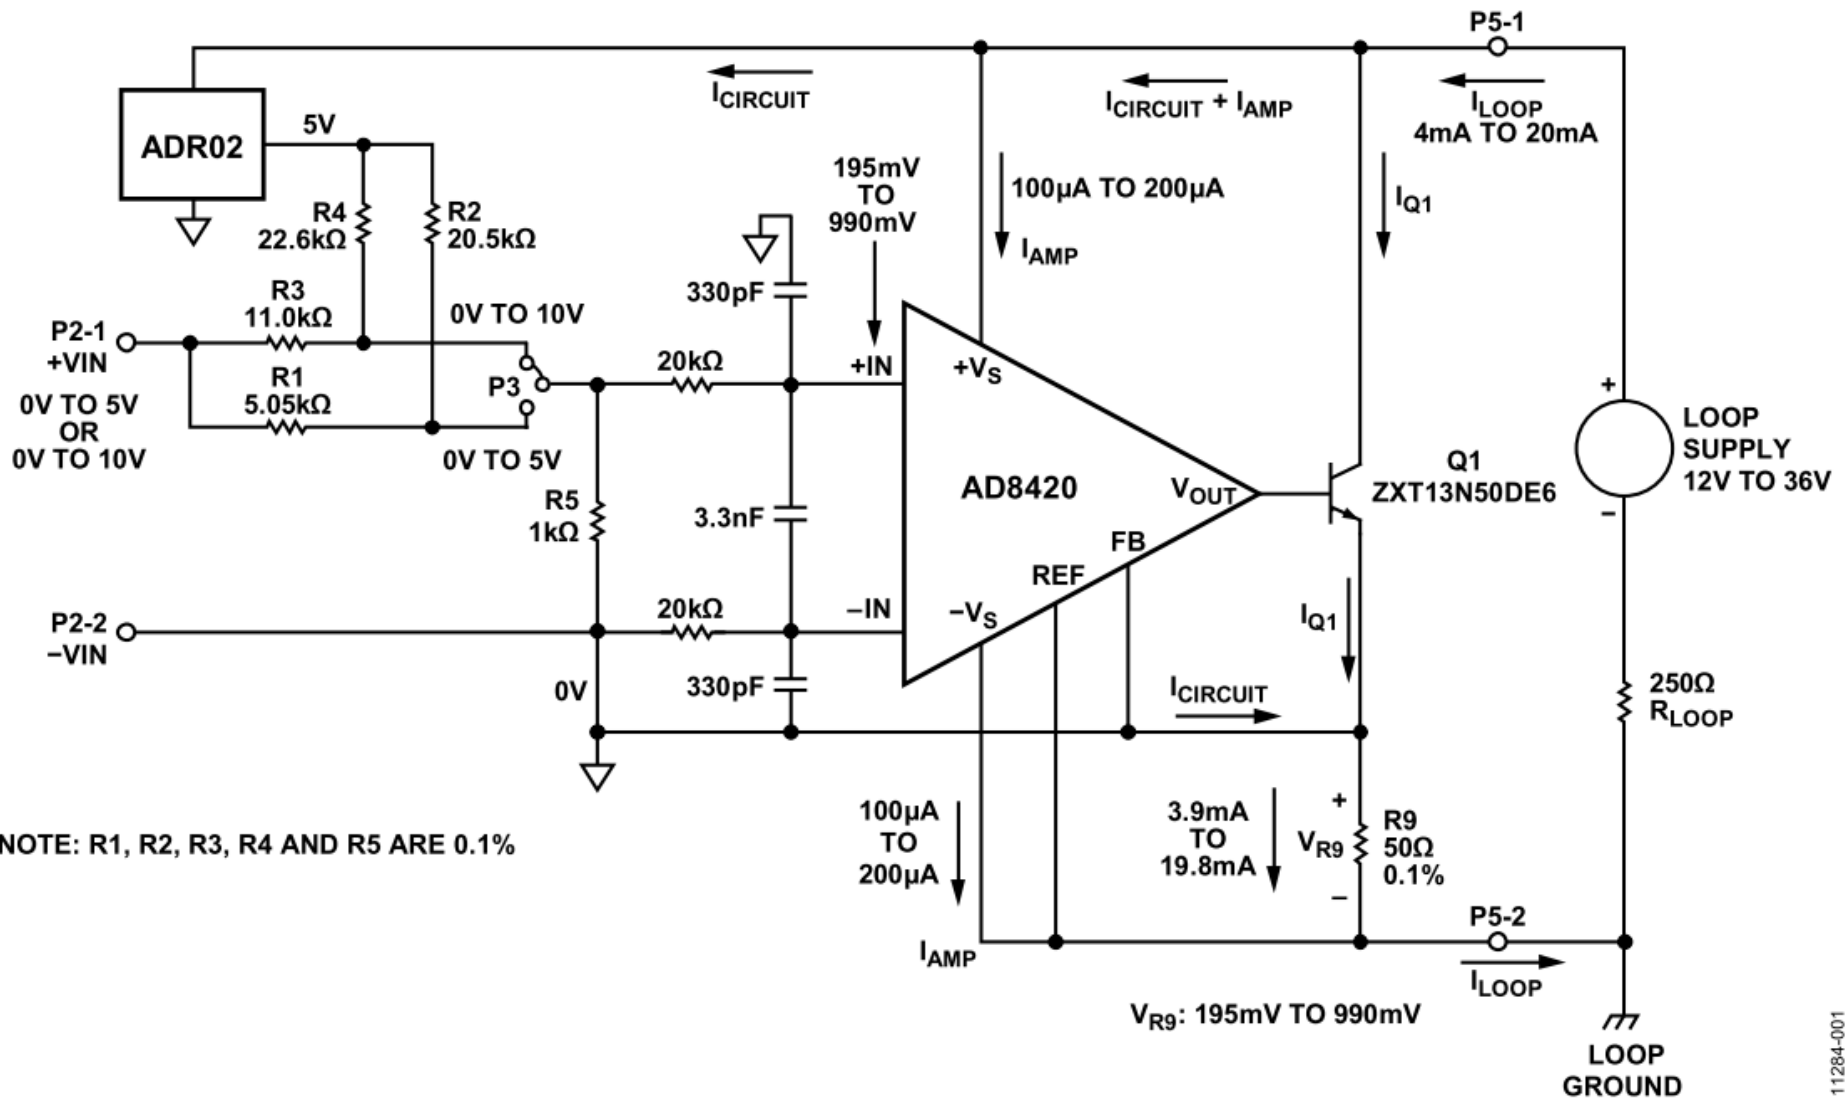 P5-1
ICIRCUIT
ICIRCUIT + IAMP
ILOOP
4mA TO 20mA
ADR02
5V
R4
22.6kΩ
R2
20.5kΩ
195mV
TO
990mV
100µA TO 200µA
IAMP
IQ1
330pF
R3
11.0kΩ
0V TO 10V
P2-1
+VIN
0V TO 5V
OR
0V TO 10V
R1
5.05kΩ
P3
0V TO 5V
20kΩ
+IN
+VS
AD8420
VOUT
Q1
ZXT13N50DE6
+
LOOP
SUPPLY
12V TO 36V
–
R5
1kΩ
3.3nF
FB
REF
–VS
P2-2
–VIN
20kΩ
–IN
0V
330pF
ICIRCUIT
IQ1
250Ω
RLOOP
100µA
TO
200µA
3.9mA
TO
19.8mA
+
VR9
–
R9
50Ω
0.1%
NOTE: R1, R2, R3, R4 AND R5 ARE 0.1%
IAMP
P5-2
ILOOP
VR9: 195mV TO 990mV
LOOP
GROUND
11284-001